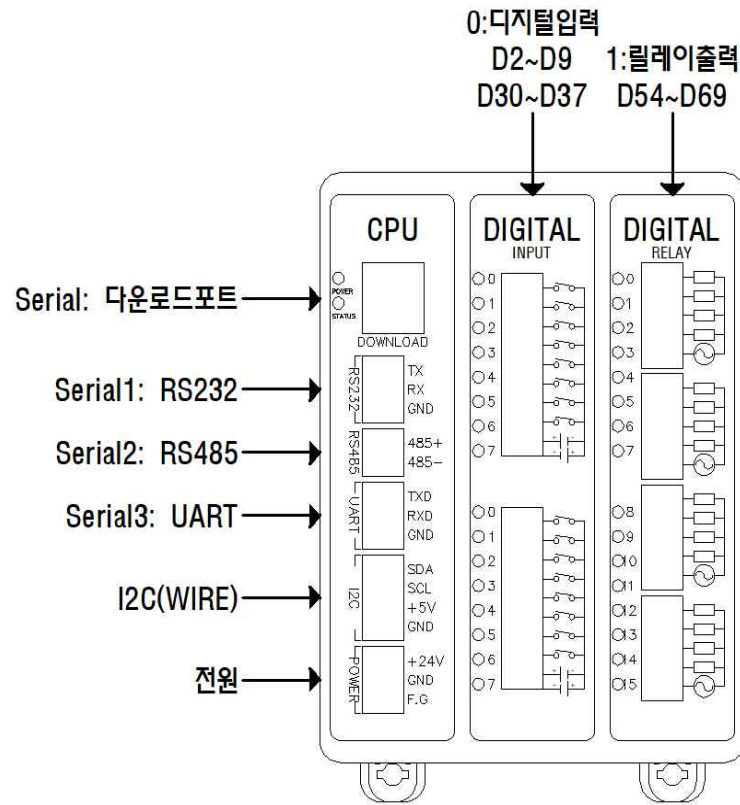 0:디지털입력
D2~D9
D30~D37
1:릴레이출력
D54~D69
Serial: 다운로드포트
Serial1: RS232
Serial2: RS485
Serial3: UART
I2C(WIRE)
전원
CPU
POWER
STATUS
DOWNLOAD
RS232
TX
RX
GND
RS485
485+
485-
UART
TXD
RXD
GND
I2C
SDA
SCL
+5V
GND
POWER
+24V
GND
F.G
DIGITAL
INPUT
0
1
2
3
4
5
6
7
0
1
2
3
4
5
6
7
DIGITAL
RELAY
0
1
2
3
4
5
6
7
8
9
10
11
12
13
14
15